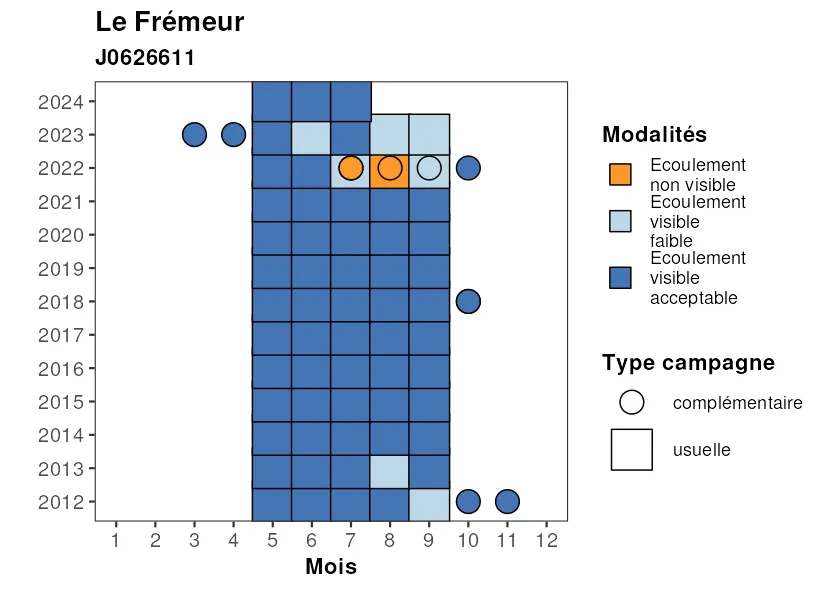 Le Frémeur
J0626611
2024
2023
2022
2021
2020
2019
2018
2017
2016
2015
2014
2013
2012
1 2 3 4 5 6 7 8 9 10 11 12
Mois
Modalités
Ecoulement
non visible
Ecoulement
visible
faible
Ecoulement
visible
acceptable
Type campagne
complémentaire
usuelle